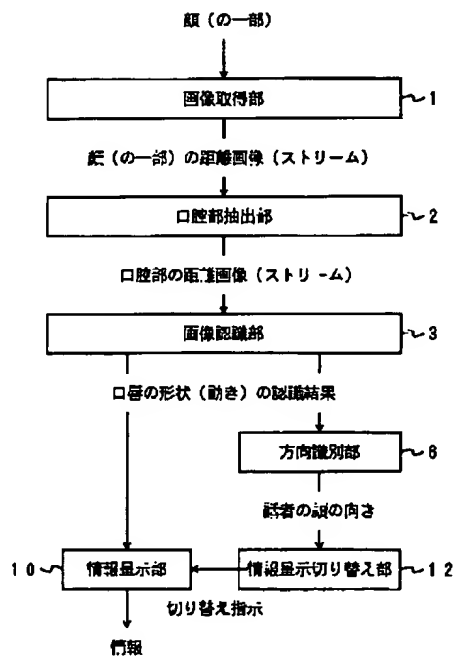 顔（の一部）
画像取得部 1
顔（の一部）の距離画像（ストリーム）
口腔部抽出部 2
口腔部の距離画像（ストリーム）
画像認識部 3
口唇の形状（動き）の認識結果
方向識別部 6
話者の顔の向き
10 情報呈示部 情報呈示切り替え部 12
切り替え指示
情報